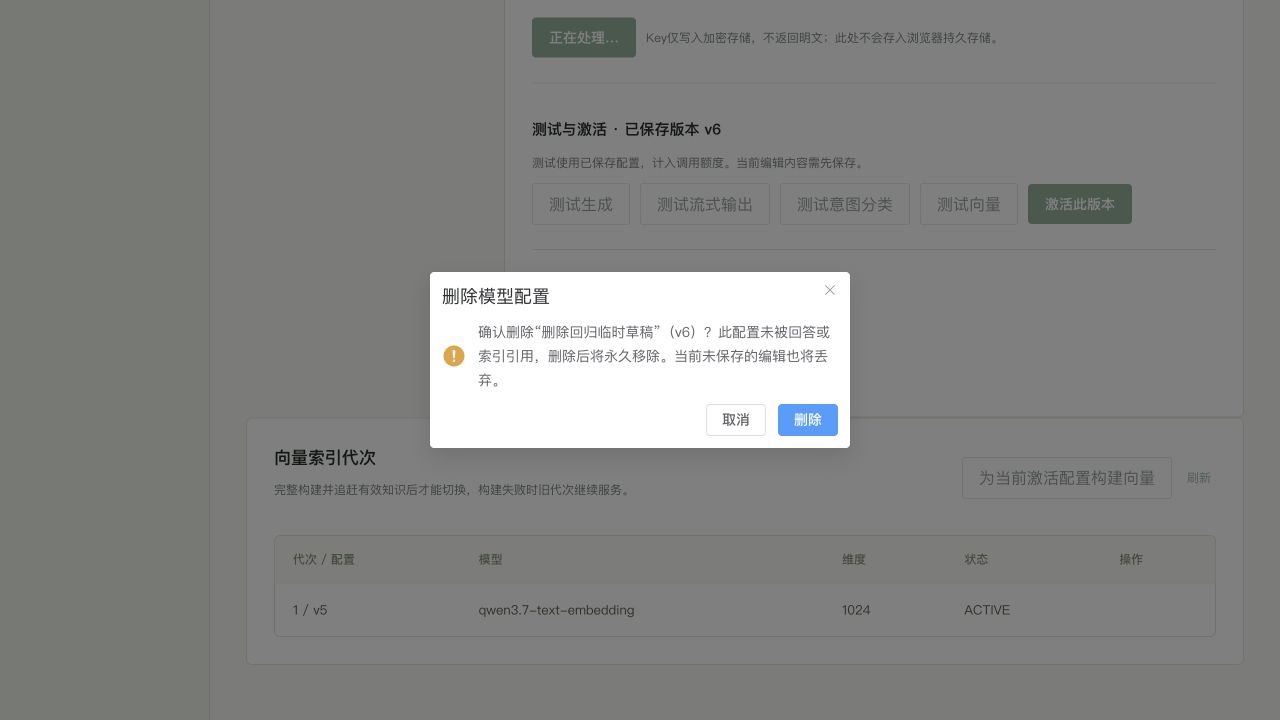 正在处理...
Key仅写入加密存储，不返回明文；此处不会存入浏览器持久存储。
测试与激活 · 已保存版本 v6
测试使用已保存配置，计入调用额度。当前编辑内容需先保存。
测试生成
测试流式输出
测试意图分类
测试向量
激活此版本
删除模型配置
确认删除“删除回归临时草稿”（v6）？此配置未被回答或
索引引用，删除后将永久移除。当前未保存的编辑也将丢
弃。
取消
删除
向量索引代次
完整构建并追赶有效知识后才能切换，构建失败时旧代次继续服务。
为当前激活配置构建向量
刷新
代次 / 配置 模型 维度 状态 操作
1 / v5 qwen3.7-text-embedding 1024 ACTIVE